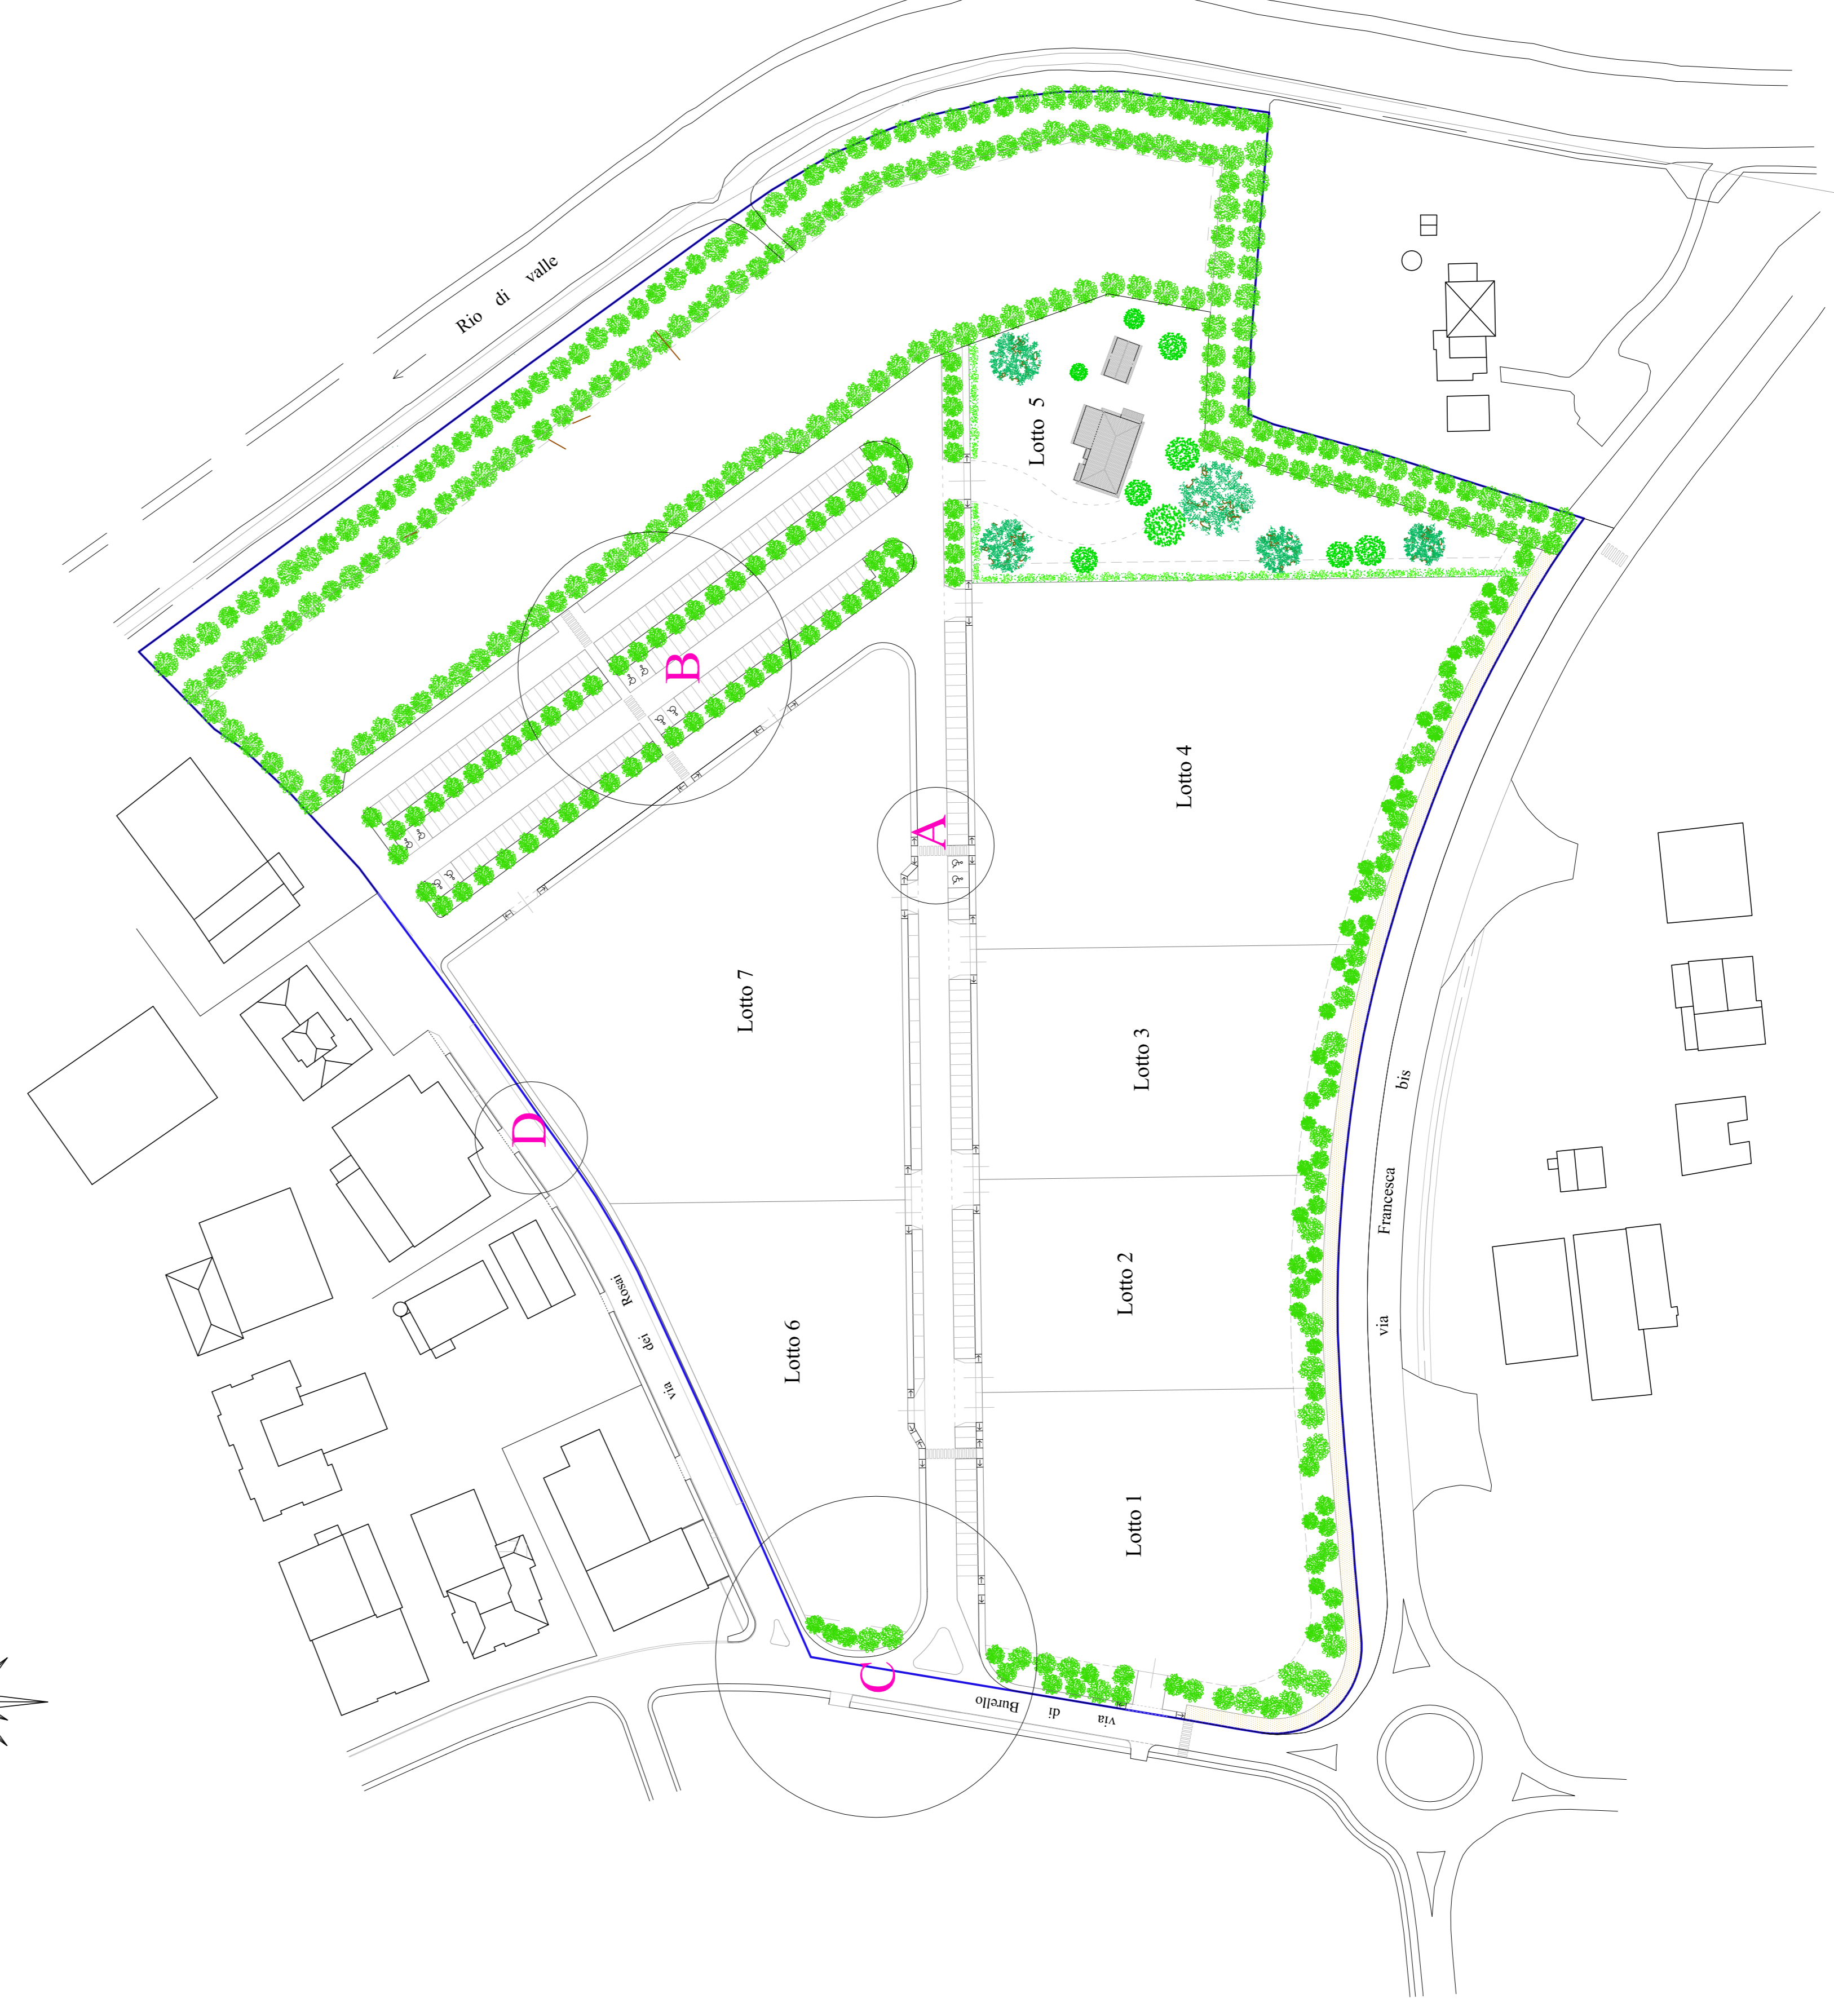 Rio di valle
Lotto 5
B
Lotto 4
A
Lotto 7
Lotto 3
D
via Francesca bis
Lotto 2
via dei Rosai
Lotto 6
Lotto 1
C
via di Burello